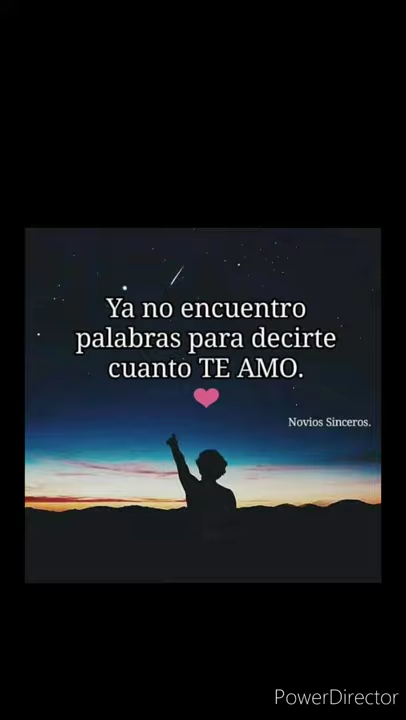 Ya no encuentro
palabras para decirte
cuanto TE AMO.
Novios Sinceros.
PowerDirector